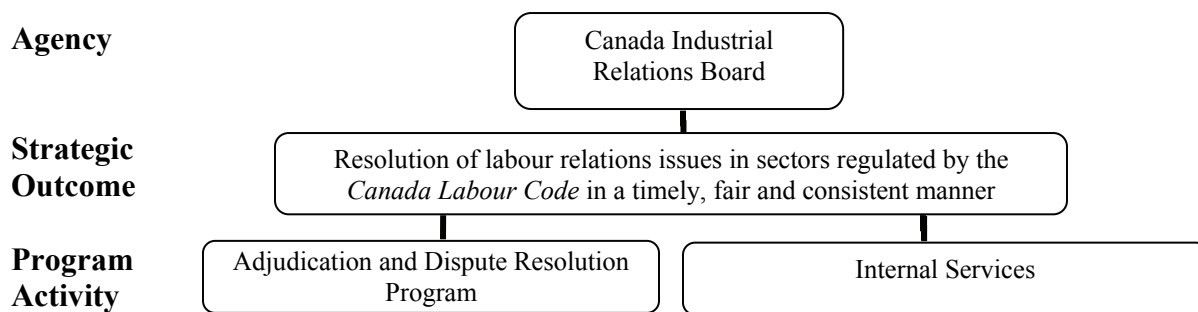 Agency
Canada Industrial
Relations Board
Strategic
Outcome
Resolution of labour relations issues in sectors regulated by the
Canada Labour Code in a timely, fair and consistent manner
Program
Activity
Adjudication and Dispute Resolution
Program
Internal Services